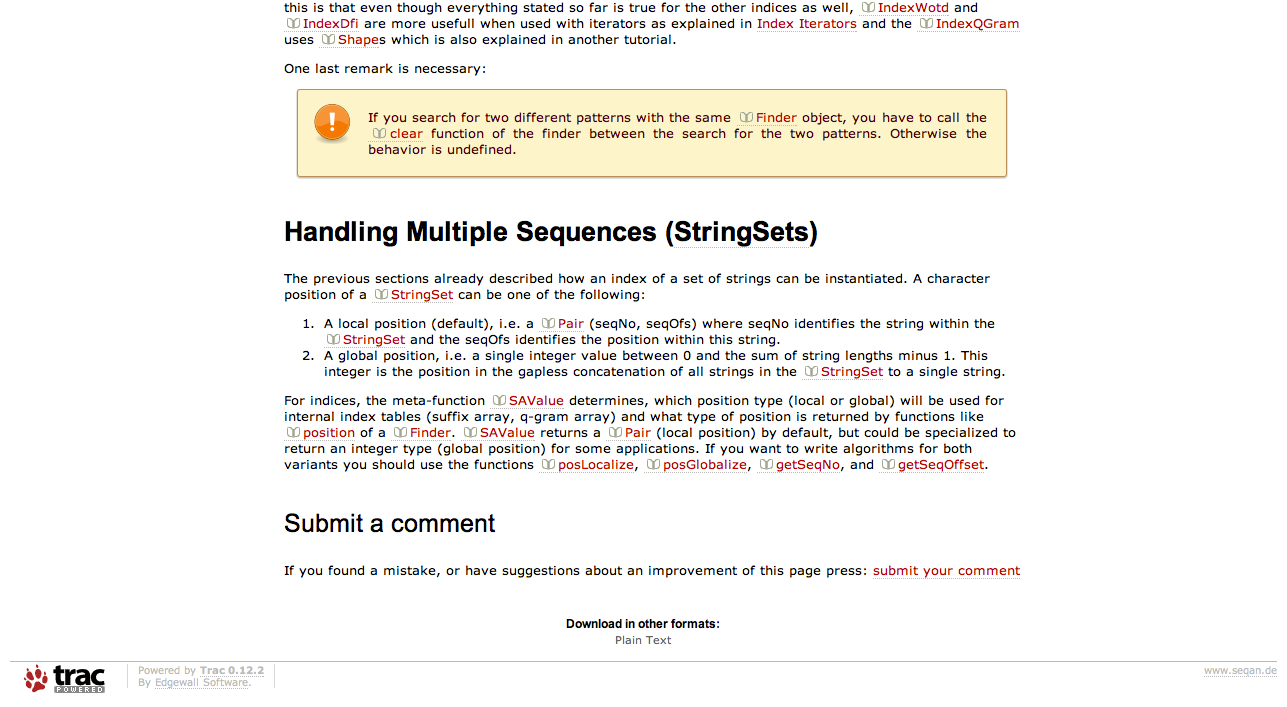 this is that even though everything stated so far is true for the other indices as well, IndexWotd and
IndexDfi are more usefull when used with iterators as explained in Index Iterators and the IndexQGram
uses Shapes which is also explained in another tutorial.
One last remark is necessary:
If you search for two different patterns with the same Finder object, you have to call the
clear function of the finder between the search for the two patterns. Otherwise the
behavior is undefined.
Handling Multiple Sequences (StringSets)
The previous sections already described how an index of a set of strings can be instantiated. A character
position of a StringSet can be one of the following:
1. A local position (default), i.e. a Pair (seqNo, seqOfs) where seqNo identifies the string within the
StringSet and the seqOfs identifies the position within this string.
2. A global position, i.e. a single integer value between 0 and the sum of string lengths minus 1. This
integer is the position in the gapless concatenation of all strings in the StringSet to a single string.
For indices, the meta-function SAValue determines, which position type (local or global) will be used for
internal index tables (suffix array, q-gram array) and what type of position is returned by functions like
position of a Finder. SAValue returns a Pair (local position) by default, but could be specialized to
return an integer type (global position) for some applications. If you want to write algorithms for both
variants you should use the functions posLocalize, posGlobalize, getSeqNo, and getSeqOffset.
Submit a comment
If you found a mistake, or have suggestions about an improvement of this page press: submit your comment
Download in other formats:
Plain Text
trac
POWERED
Powered by Trac 0.12.2
By Edgewall Software.
www.seqan.de